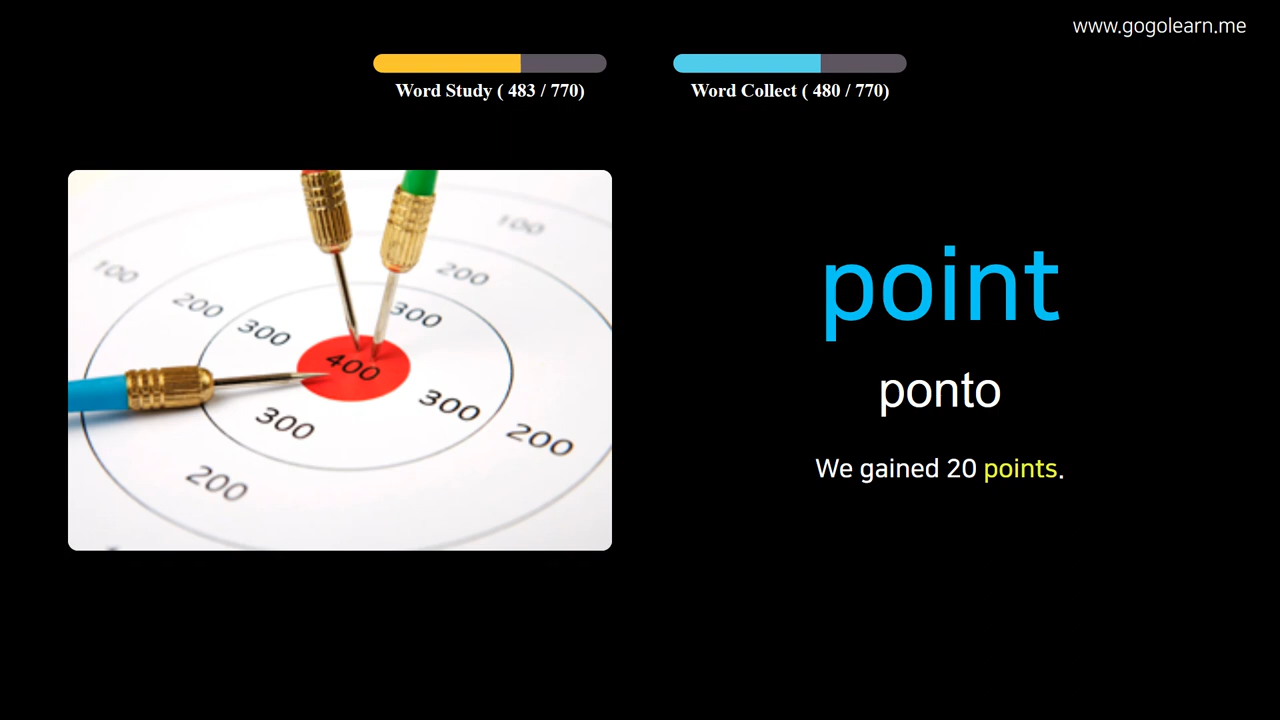 www.gogolearn.me
Word Study ( 483 / 770)
Word Collect ( 480 / 770)
100
100
200
200
300
300
400
300
300
200
200
point
ponto
We gained 20 points.